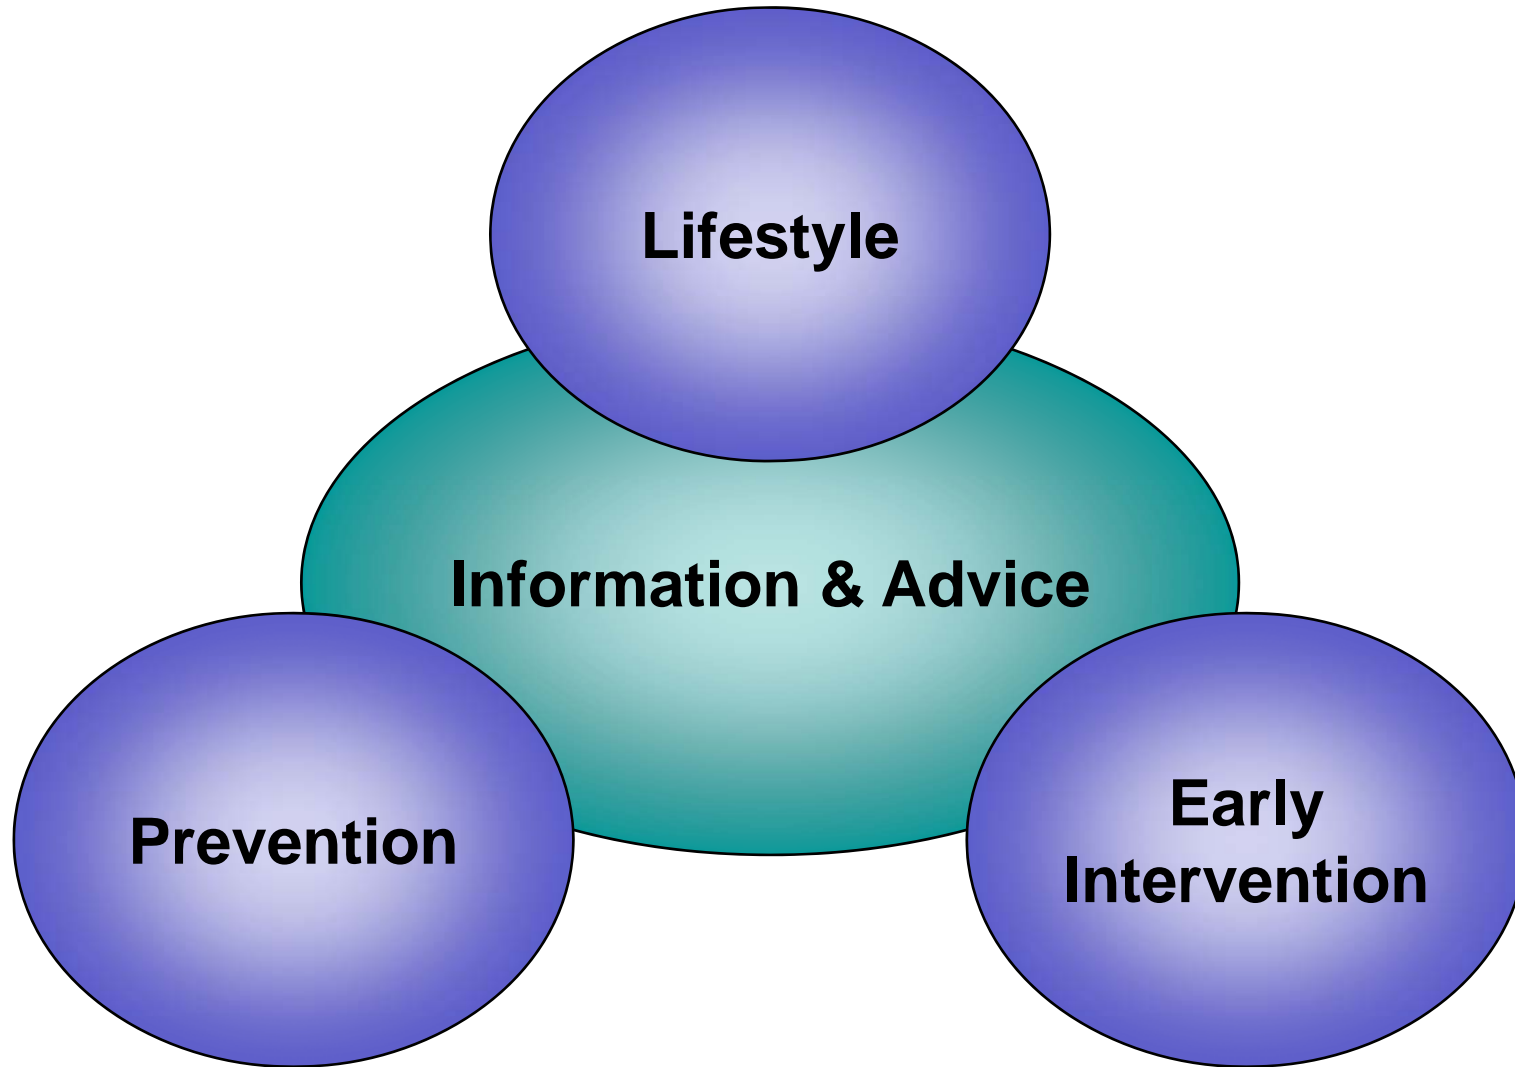 Lifestyle
Information & Advice
Prevention
Early
Intervention